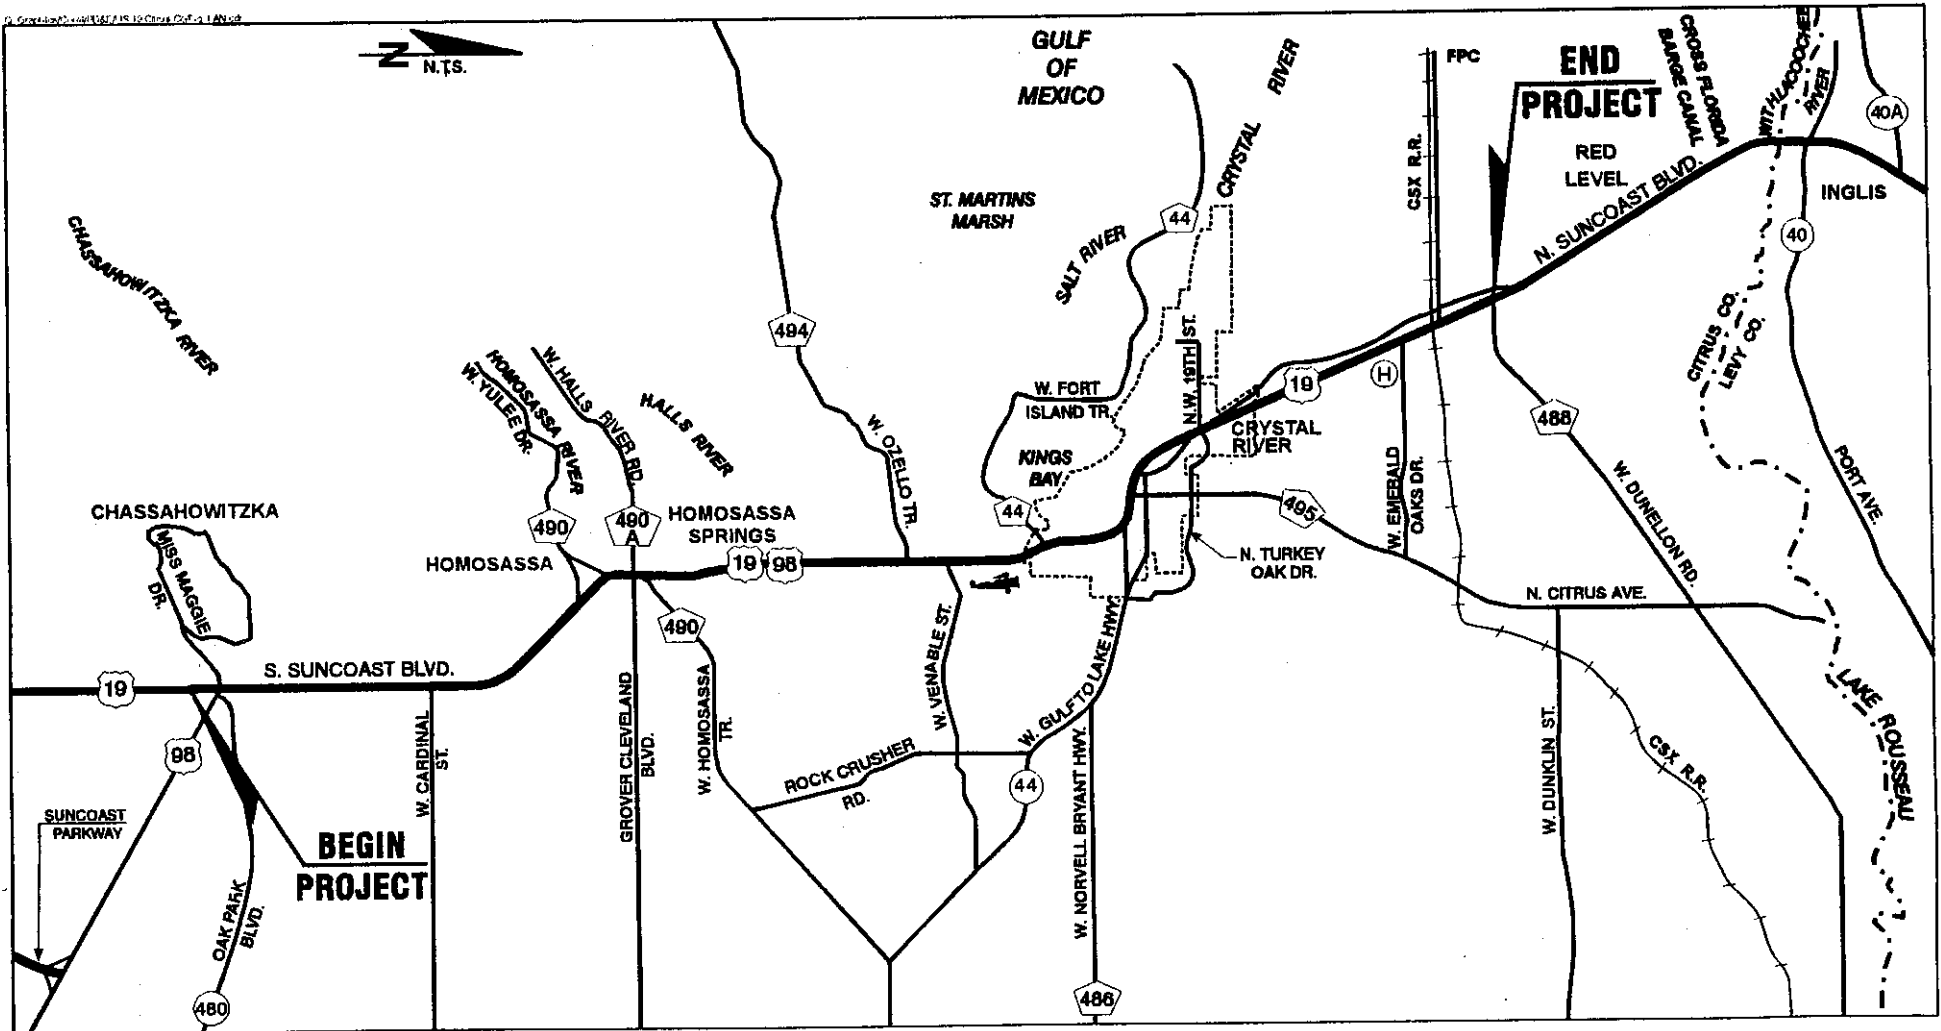 N
N.T.S.
GULF
OF
MEXICO
CRYSTAL RIVER
FPC
END
PROJECT
CROSS FLORIDA
BARGE CANAL
WITHLACOOCHEE
RIVER
40A
RED
LEVEL
CSX R.R.
N. SUNCOAST BLVD.
INGLIS
40
ST. MARTINS
MARSH
44
SALT RIVER
CHASSAHOWITZKA RIVER
494
CITRUS CO.
LEVY CO.
HOMOSASSA RIVER
W. YULEE DR.
W. HALLS RIVER RD.
HALLS RIVER
W. OZELLO TR.
W. FORT
ISLAND TR.
N.W. 19TH ST.
19
H
CRYSTAL
RIVER
488
KINGS
BAY
44
W. EMERALD
OAKS DR.
W. DUNELLON RD.
PORT AVE.
CHASSAHOWITZKA
MISS MAGGIE
DR.
490
490
A
HOMOSASSA
SPRINGS
HOMOSASSA
19
98
495
N. TURKEY
OAK DR.
N. CITRUS AVE.
490
S. SUNCOAST BLVD.
19
98
W. CARDINAL
ST.
GROVER CLEVELAND
BLVD.
W. HOMOSASSA
TR.
W. VENABLE ST.
W. GULF TO LAKE HWY.
ROCK CRUSHER
RD.
44
W. NORVELL BRYANT HWY.
486
W. DUNKLIN ST.
CSX R.R.
LAKE ROUSSEAU
SUNCOAST
PARKWAY
BEGIN
PROJECT
OAK PARK
BLVD.
480